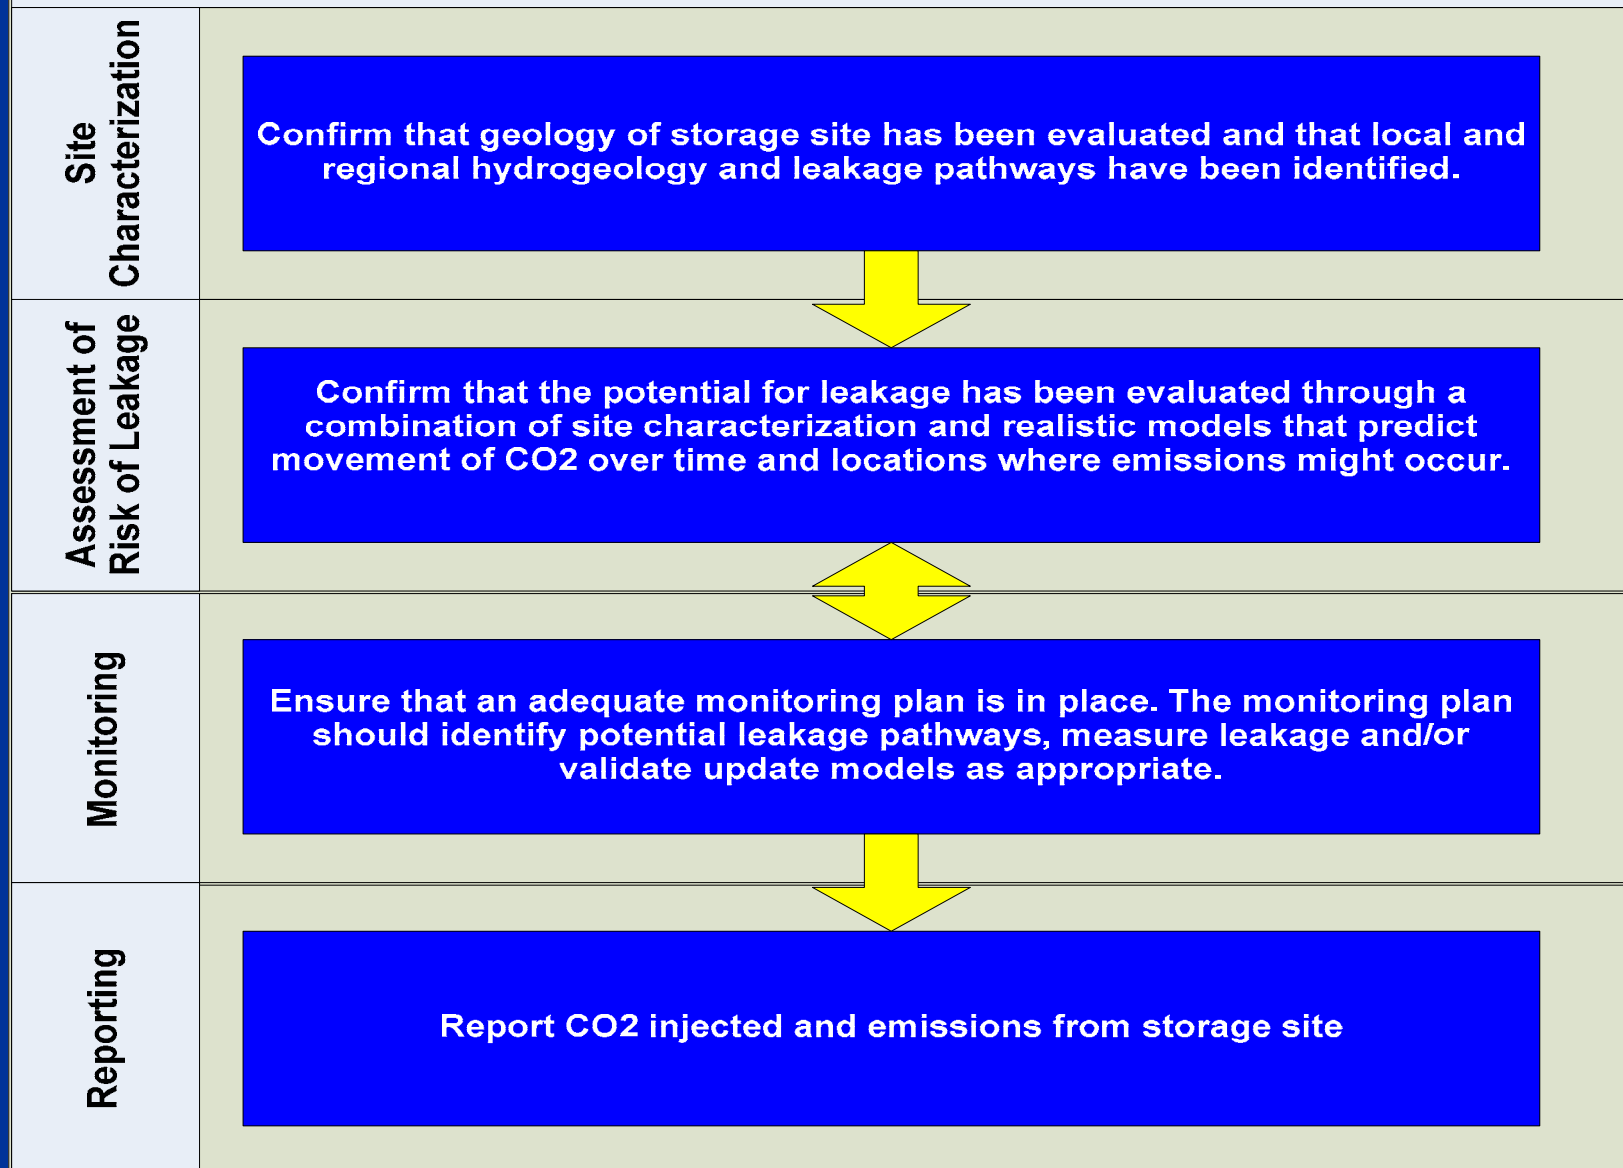 Site
Characterization
Confirm that geology of storage site has been evaluated and that local and
regional hydrogeology and leakage pathways have been identified.
Assessment of
Risk of Leakage
Confirm that the potential for leakage has been evaluated through a
combination of site characterization and realistic models that predict
movement of CO2 over time and locations where emissions might occur.
Monitoring
Ensure that an adequate monitoring plan is in place. The monitoring plan
should identify potential leakage pathways, measure leakage and/or
validate update models as appropriate.
Reporting
Report CO2 injected and emissions from storage site